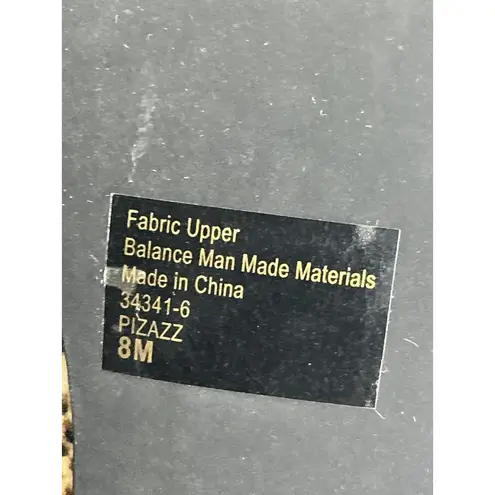 Fabric Upper
Balance Man Made Materials
Made in China
34341-6
PIZAZZ
8M